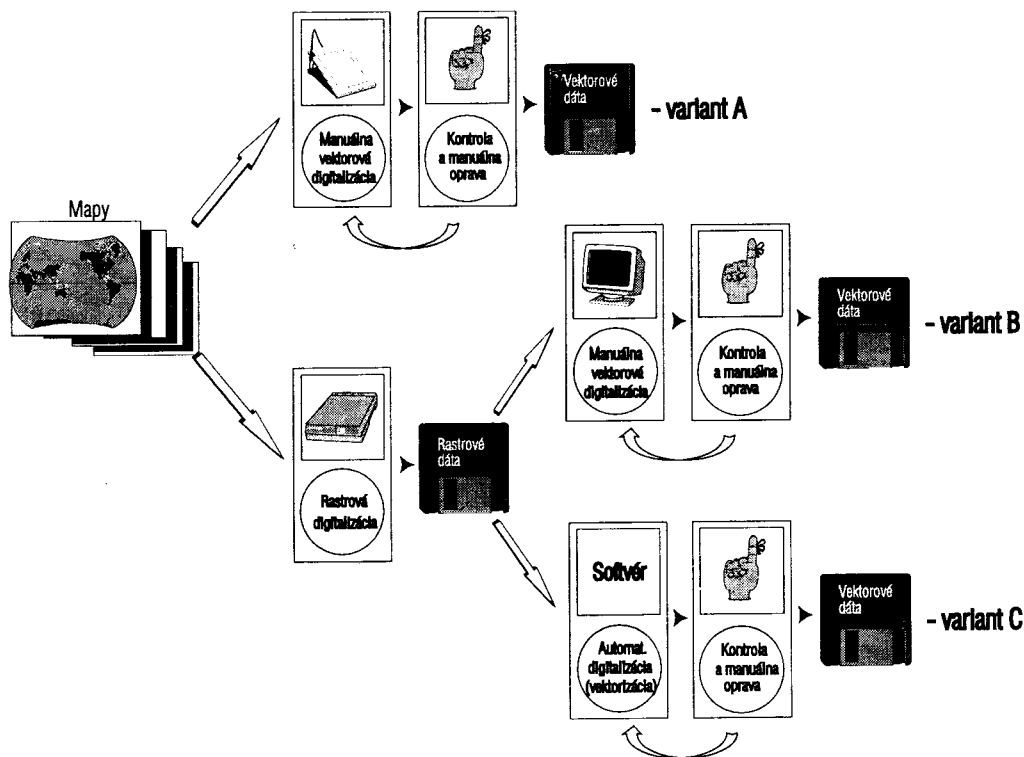 Manuálna
vektorová
digitalizácia
Kontrola
a manuálna
oprava
Vektorové
dáta
- variant A
Mapy
Manuálna
vektorová
digitalizácia
Kontrola
a manuálna
oprava
Vektorové
dáta
- variant B
Rastrová
digitalizácia
Rastrové
dáta
Softvér
Automat.
digitalizácia
(vektorizácia)
Kontrola
a manuálna
oprava
Vektorové
dáta
- variant C